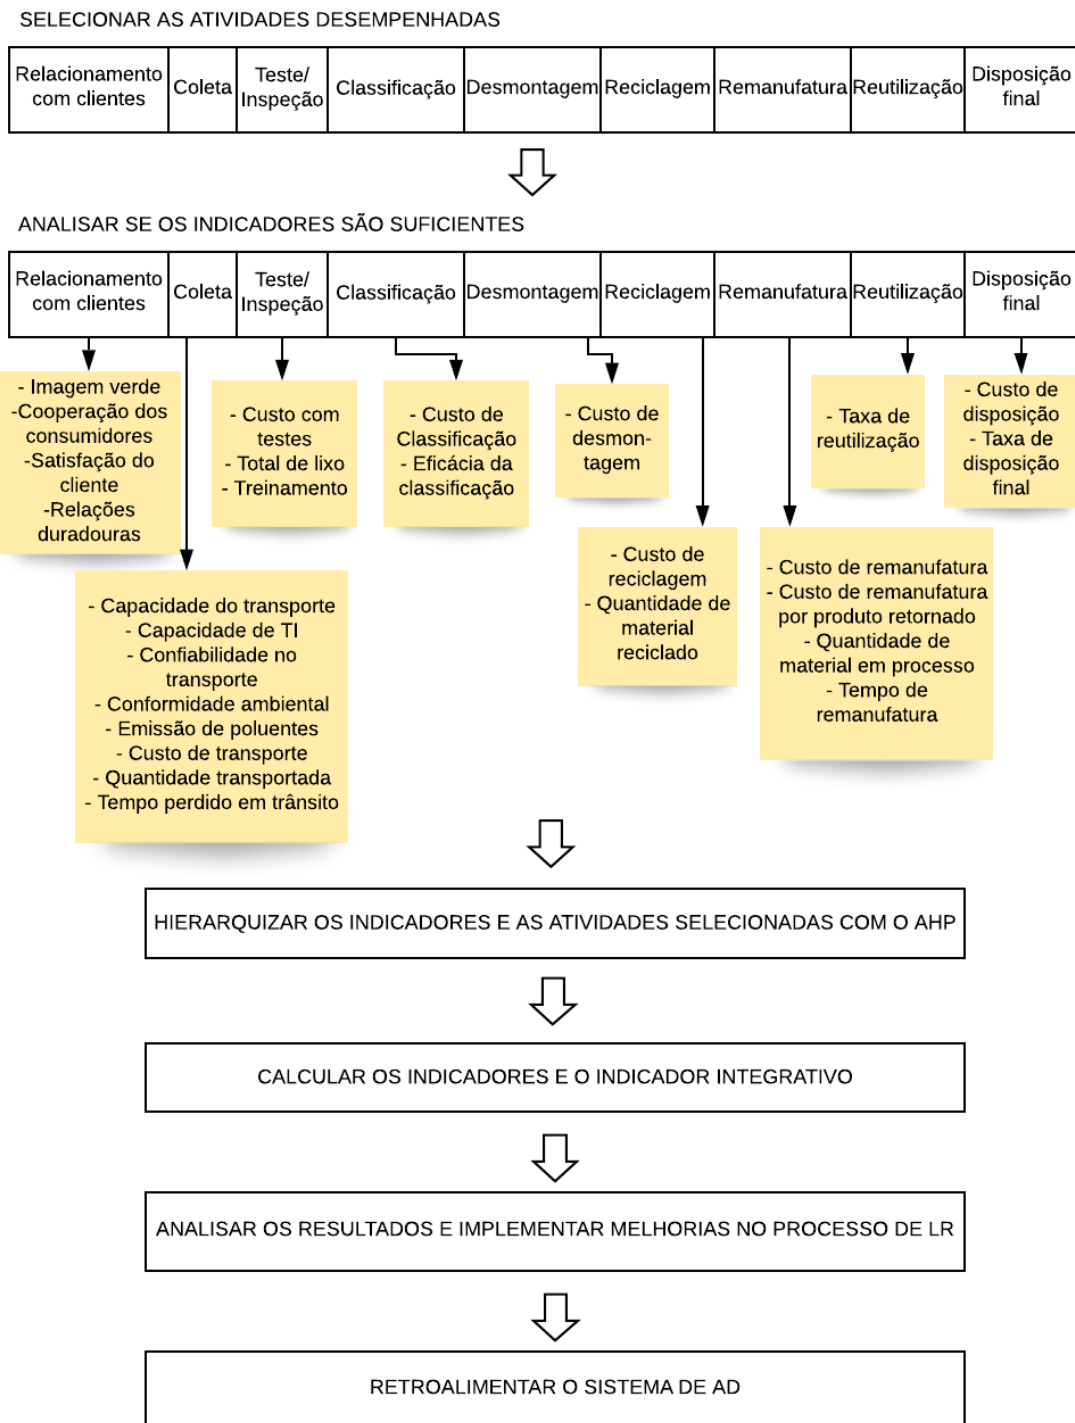 SELECIONAR AS ATIVIDADES DESEMPENHADAS
Relacionamento
com clientes
Coleta
Teste/
Inspeção
Classificação
Desmontagem
Reciclagem
Remanufatura
Reutilização
Disposição
final
ANALISAR SE OS INDICADORES SÃO SUFICIENTES
Relacionamento
com clientes
Coleta
Teste/
Inspeção
Classificação
Desmontagem
Reciclagem
Remanufatura
Reutilização
Disposição
final
- Imagem verde
-Cooperação dos
consumidores
-Satisfação do
cliente
-Relações
duradouras
- Capacidade do transporte
- Capacidade de TI
- Confiabilidade no
transporte
- Conformidade ambiental
- Emissão de poluentes
- Custo de transporte
- Quantidade transportada
- Tempo perdido em trânsito
- Custo com
testes
- Total de lixo
- Treinamento
- Custo de
Classificação
- Eficácia da
classificação
- Custo de
desmon-
tagem
- Custo de
reciclagem
- Quantidade de
material
reciclado
- Custo de remanufatura
- Custo de remanufatura
por produto retornado
- Quantidade de
material em processo
- Tempo de
remanufatura
- Taxa de
reutilização
- Custo de
disposição
- Taxa de
disposição
final
HIERARQUIZAR OS INDICADORES E AS ATIVIDADES SELECIONADAS COM O AHP
CALCULAR OS INDICADORES E O INDICADOR INTEGRATIVO
ANALISAR OS RESULTADOS E IMPLEMENTAR MELHORIAS NO PROCESSO DE LR
RETROALIMENTAR O SISTEMA DE AD